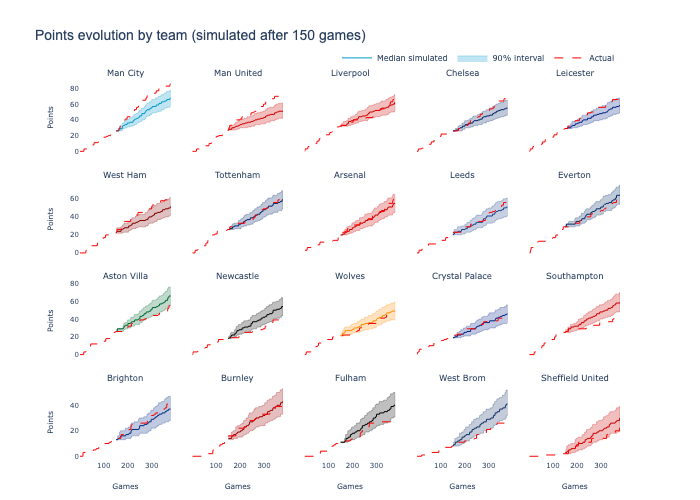 Points evolution by team (simulated after 150 games)
Median simulated 90% interval Actual
Man City Man United Liverpool Chelsea Leicester
80
60
40
20
0
Points
West Ham Tottenham Arsenal Leeds Everton
60
40
20
0
Points
Aston Villa Newcastle Wolves Crystal Palace Southampton
80
60
40
20
0
Points
Brighton Burnley Fulham West Brom Sheffield United
40
20
0
Points
100 200 300 100 200 300 100 200 300 100 200 300 100 200 300
Games Games Games Games Games